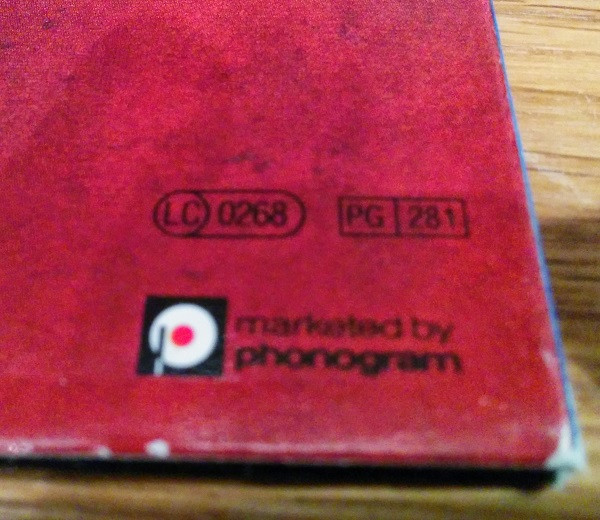 LC 0268 PG 281
marketed by
phonogram